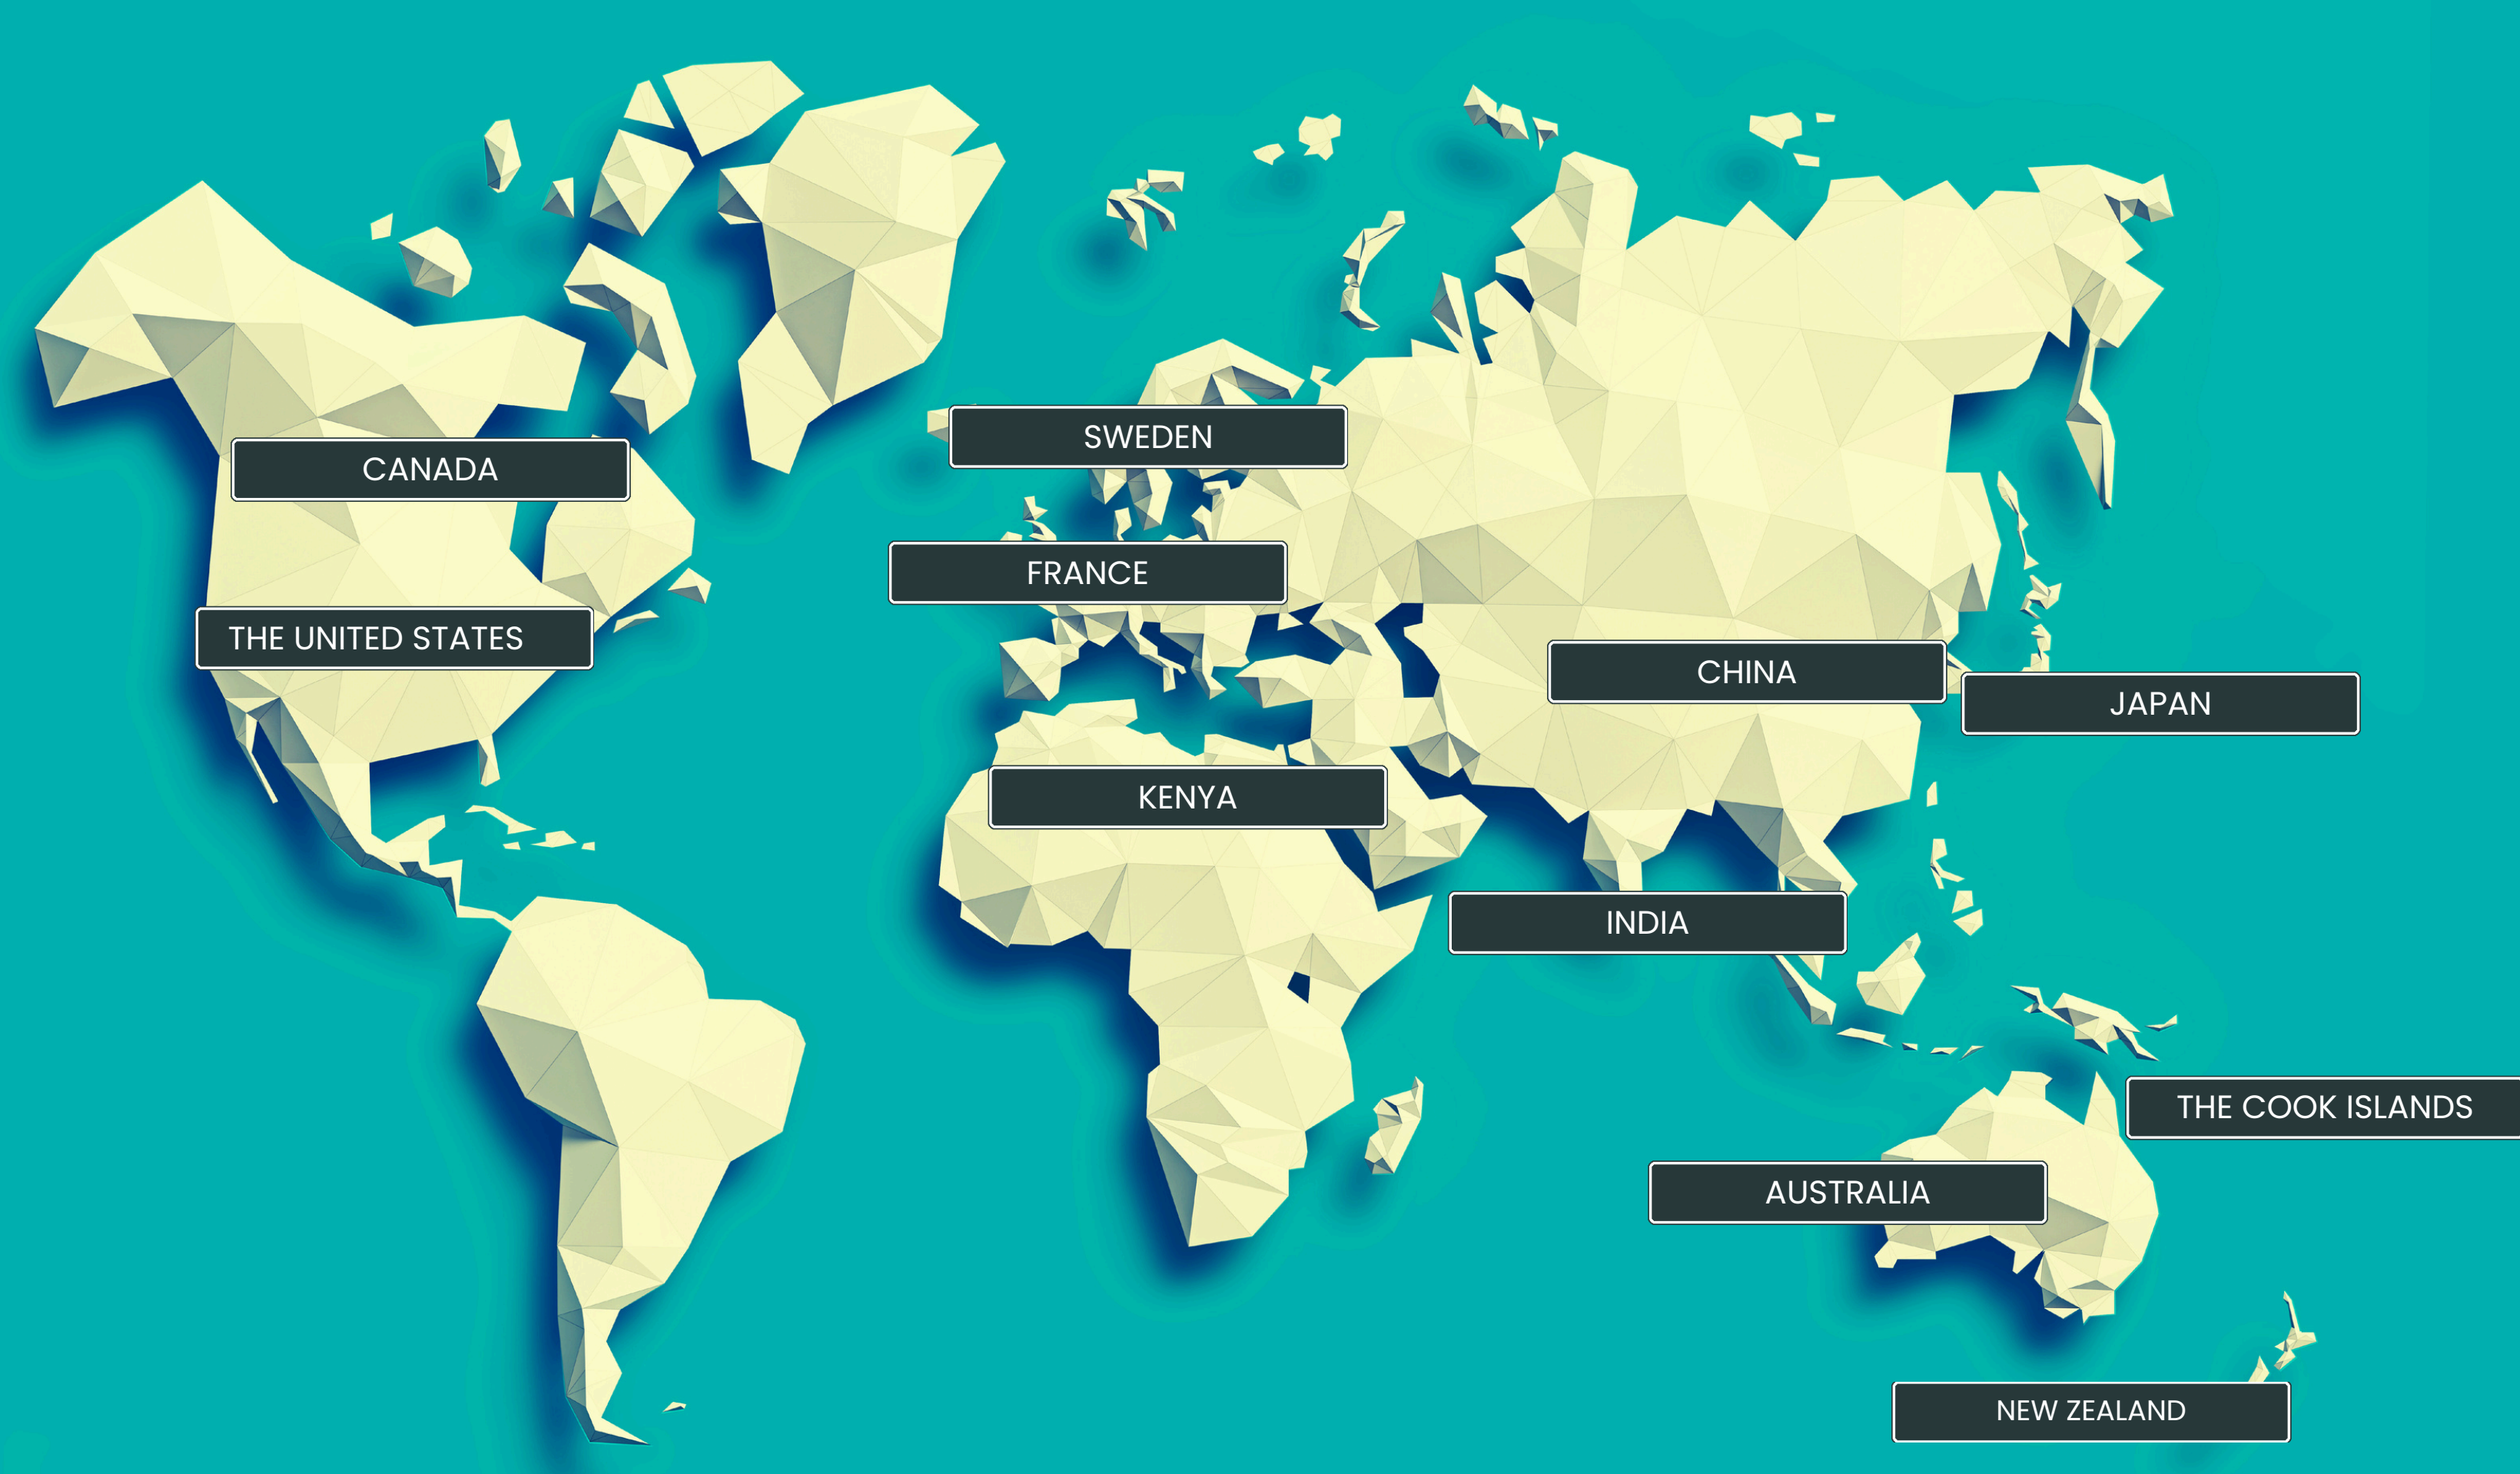 SWEDEN
CANADA
FRANCE
THE UNITED STATES
CHINA
JAPAN
KENYA
INDIA
THE COOK ISLANDS
AUSTRALIA
NEW ZEALAND